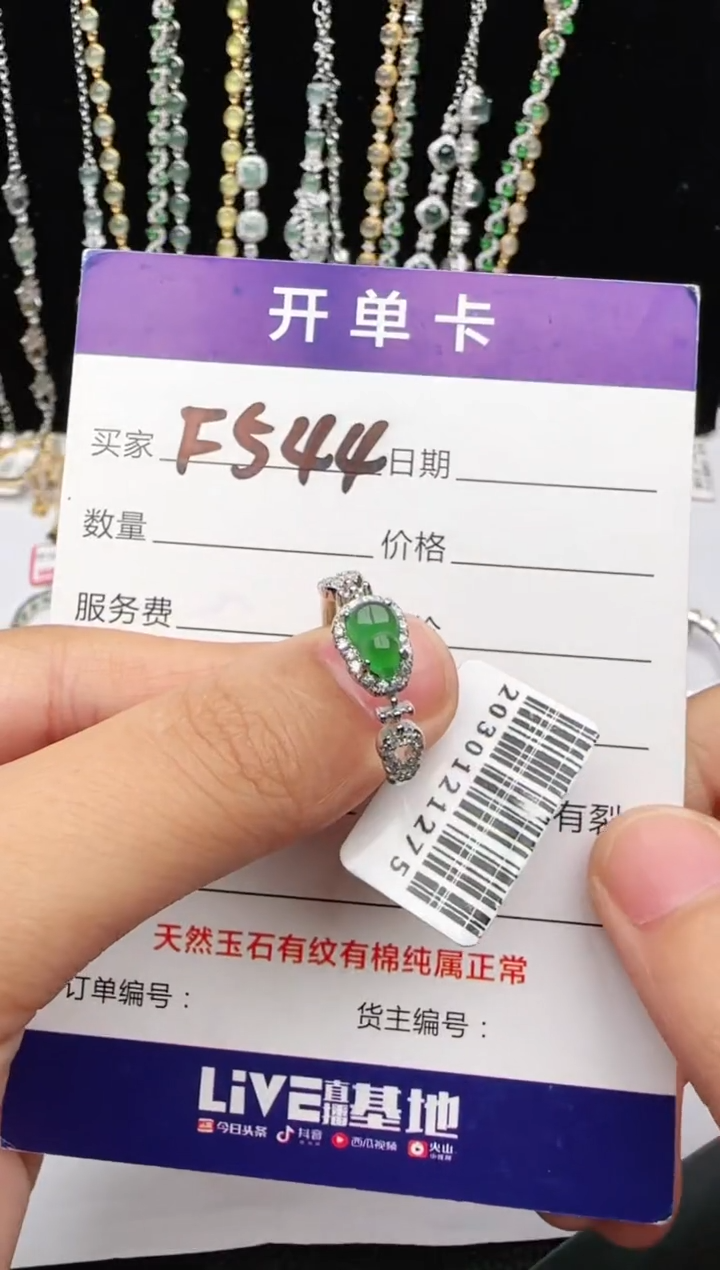 开单卡
买家 F544 日期
数量 价格
服务费
2030121275
有裂
天然玉石有纹有棉纯属正常
订单编号：
货主编号：
LiVE直播基地
今日头条 抖音 西瓜视频 火山